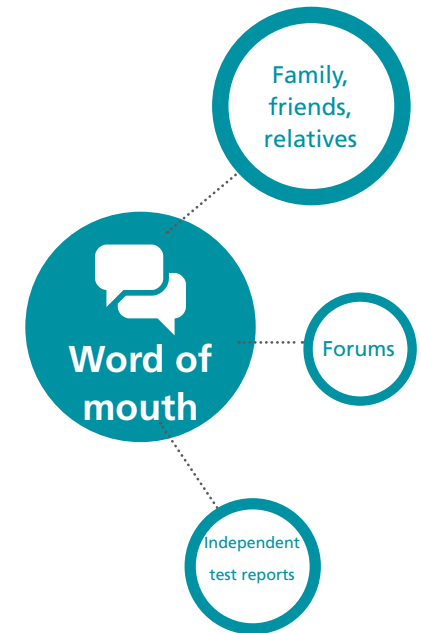 Family,
friends,
relatives
Word of
mouth
Forums
Independent
test reports